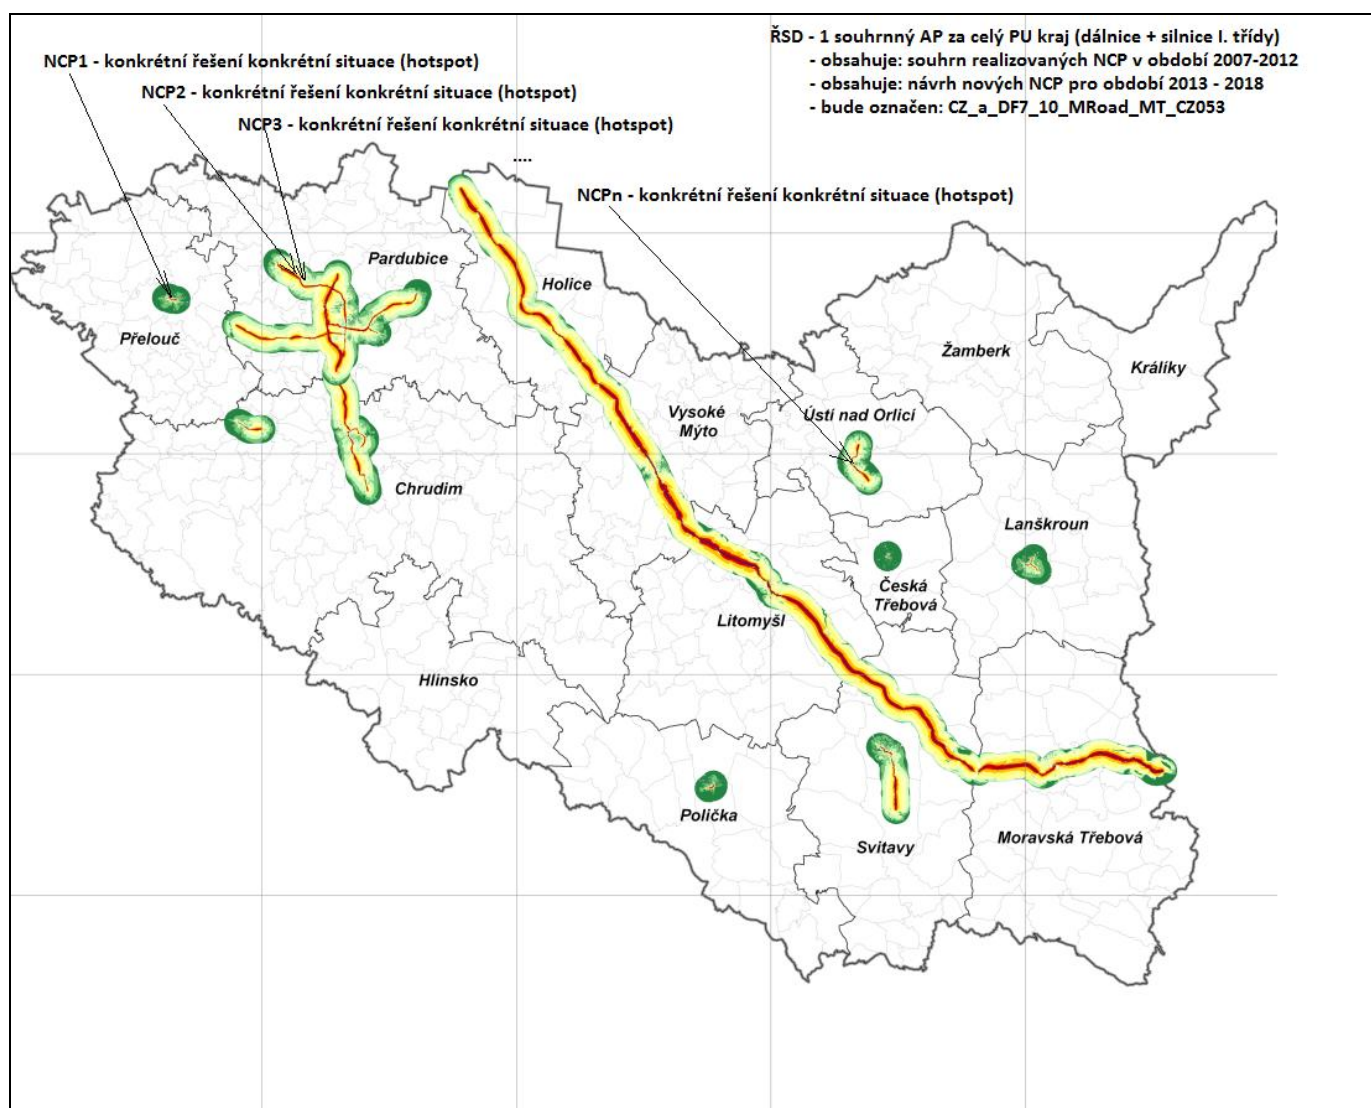 ŘSD - 1 souhrnný AP za celý PU kraj (dálnice + silnice I. třídy)
- obsahuje: souhrn realizovaných NCP v období 2007-2012
- obsahuje: návrh nových NCP pro období 2013 - 2018
- bude označen: CZ_a_DF7_10_MRoad_MT_CZ053
NCP1 - konkrétní řešení konkrétní situace (hotspot)
NCP2 - konkrétní řešení konkrétní situace (hotspot)
NCP3 - konkrétní řešení konkrétní situace (hotspot)
....
NCPn - konkrétní řešení konkrétní situace (hotspot)
Pardubice
Holice
Přelouč
Žamberk
Králíky
Vysoké
Mýto
Ústí nad Orlicí
Chrudim
Lanškroun
Česká
Třebová
Litomyšl
Hlinsko
Polička
Svitavy
Moravská Třebová